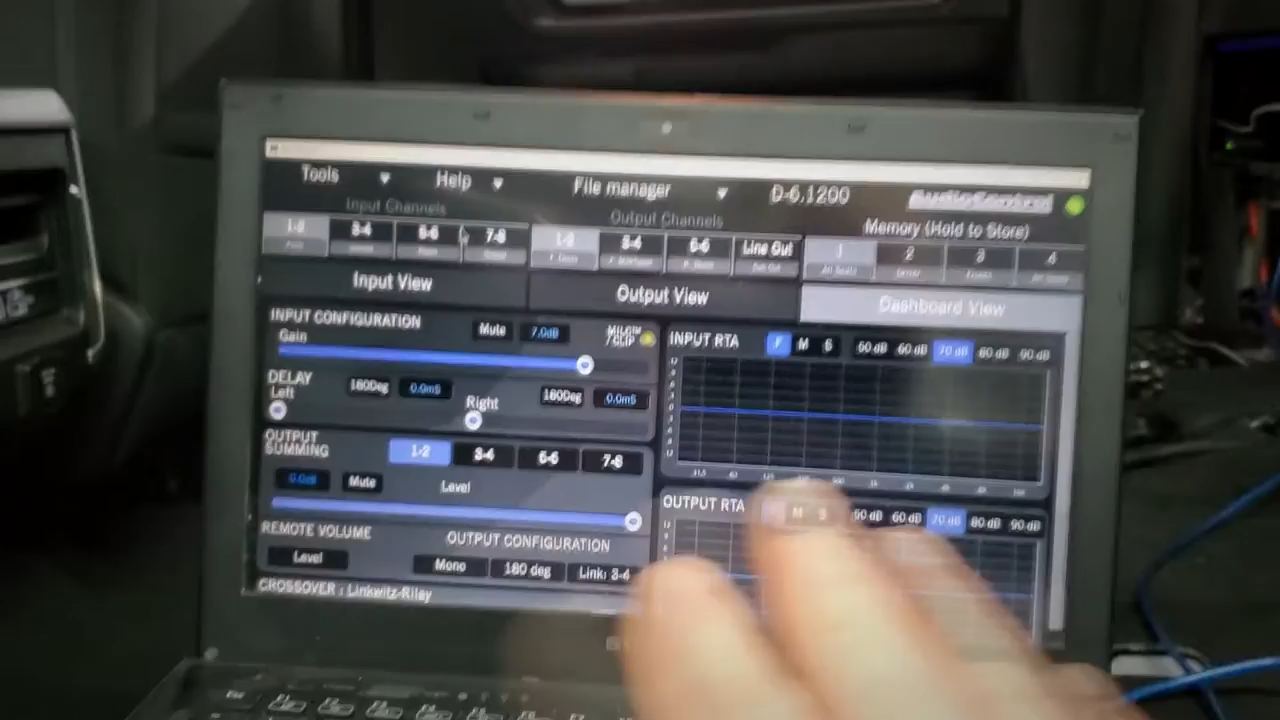 Tools Help File manager D-6.1200 AudioControl
Input Channels Output Channels Memory (Hold to Store)
1-2 3-4 5-6 7-8 1-2 3-4 5-6 Line Out 1 2 3 4
Input View Output View Dashboard View
INPUT CONFIGURATION Mute 7.0dB
Gain
DELAY 180Deg 0.0mS 180Deg 0.0mS
Left Right
OUTPUT SUMMING 1-2 3-4 5-6 7-8
0.0dB Mute Level
REMOTE VOLUME OUTPUT CONFIGURATION
Level Mono 180 deg Link: 3-4
CROSSOVER : Linkwitz-Riley
INPUT RTA F M S 50 dB 60 dB 70 dB 80 dB 90 dB
OUTPUT RTA M S 50 dB 60 dB 70 dB 80 dB 90 dB